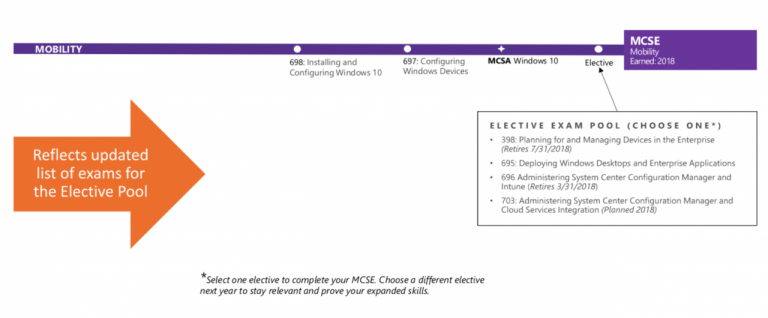 MOBILITY
698: Installing and
Configuring Windows 10
697: Configuring
Windows Devices
MCSA Windows 10
Elective
MCSE
Mobility
Earned: 2018
Reflects updated
list of exams for
the Elective Pool
ELECTIVE EXAM POOL (CHOOSE ONE*)
• 398: Planning for and Managing Devices in the Enterprise
(Retires 7/31/2018)
• 695: Deploying Windows Desktops and Enterprise Applications
• 696 Administering System Center Configuration Manager and
Intune (Retires 3/31/2018)
• 703: Administering System Center Configuration Manager and
Cloud Services Integration (Planned 2018)
*Select one elective to complete your MCSE. Choose a different elective
next year to stay relevant and prove your expanded skills.